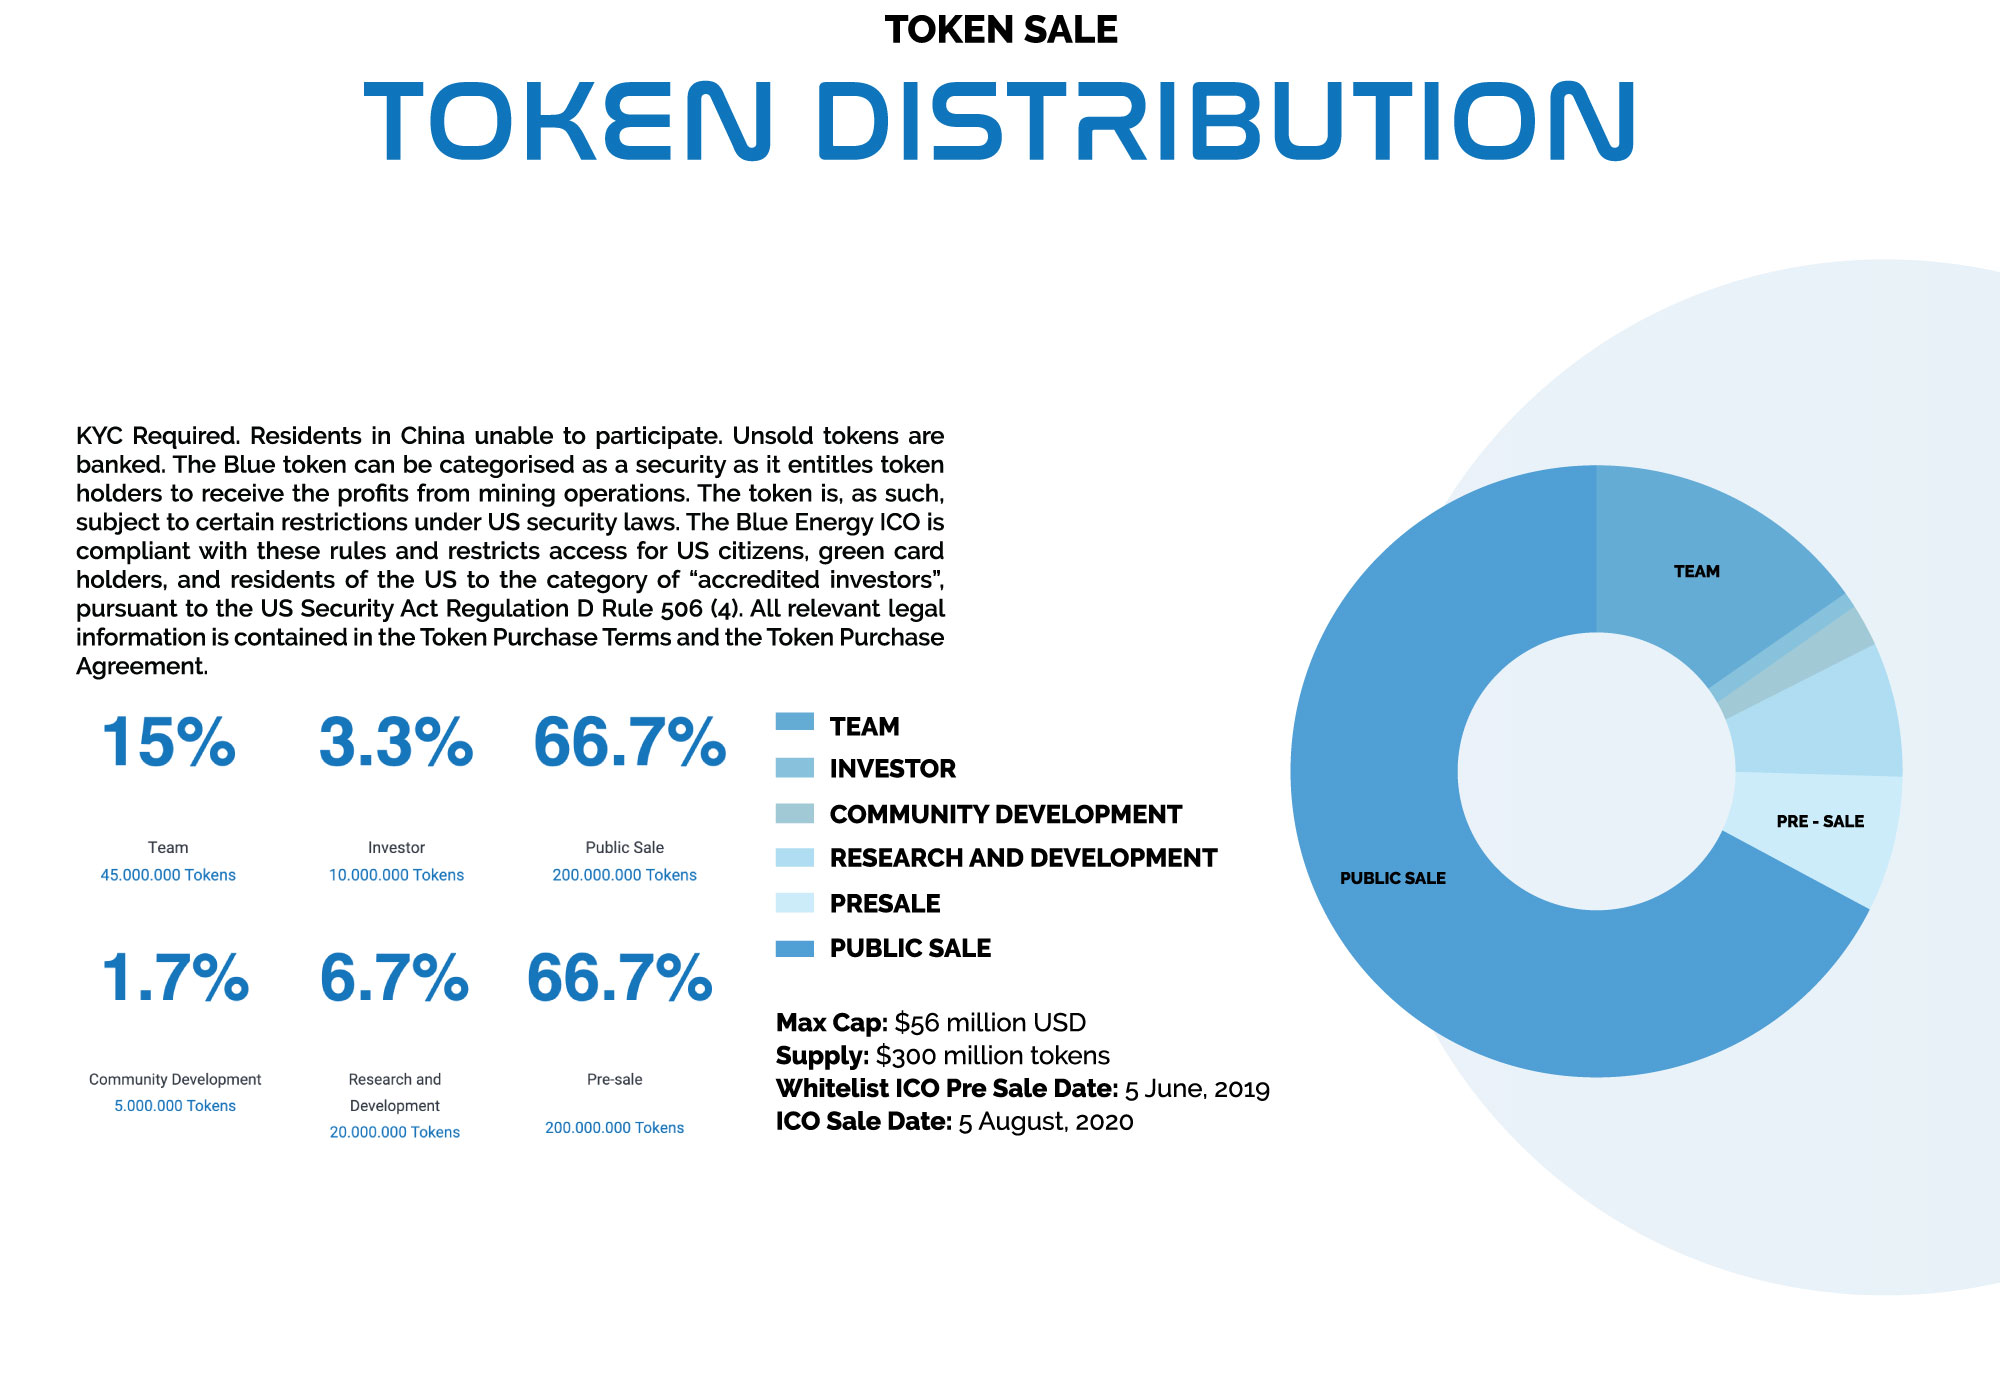 TOKEN SALE
TOKEN DISTRIBUTION
KYC Required. Residents in China unable to participate. Unsold tokens are
banked. The Blue token can be categorised as a security as it entitles token
holders to receive the profits from mining operations. The token is, as such,
subject to certain restrictions under US security laws. The Blue Energy ICO is
compliant with these rules and restricts access for US citizens, green card
holders, and residents of the US to the category of “accredited investors”,
pursuant to the US Security Act Regulation D Rule 506 (4). All relevant legal
information is contained in the Token Purchase Terms and the Token Purchase
Agreement.
15%
Team
45.000.000 Tokens
3.3%
Investor
10.000.000 Tokens
66.7%
Public Sale
200.000.000 Tokens
1.7%
Community Development
5.000.000 Tokens
6.7%
Research and
Development
20.000.000 Tokens
66.7%
Pre-sale
200.000.000 Tokens
TEAM
INVESTOR
COMMUNITY DEVELOPMENT
RESEARCH AND DEVELOPMENT
PRESALE
PUBLIC SALE
Max Cap: $56 million USD
Supply: $300 million tokens
Whitelist ICO Pre Sale Date: 5 June, 2019
ICO Sale Date: 5 August, 2020
TEAM
PRE - SALE
PUBLIC SALE